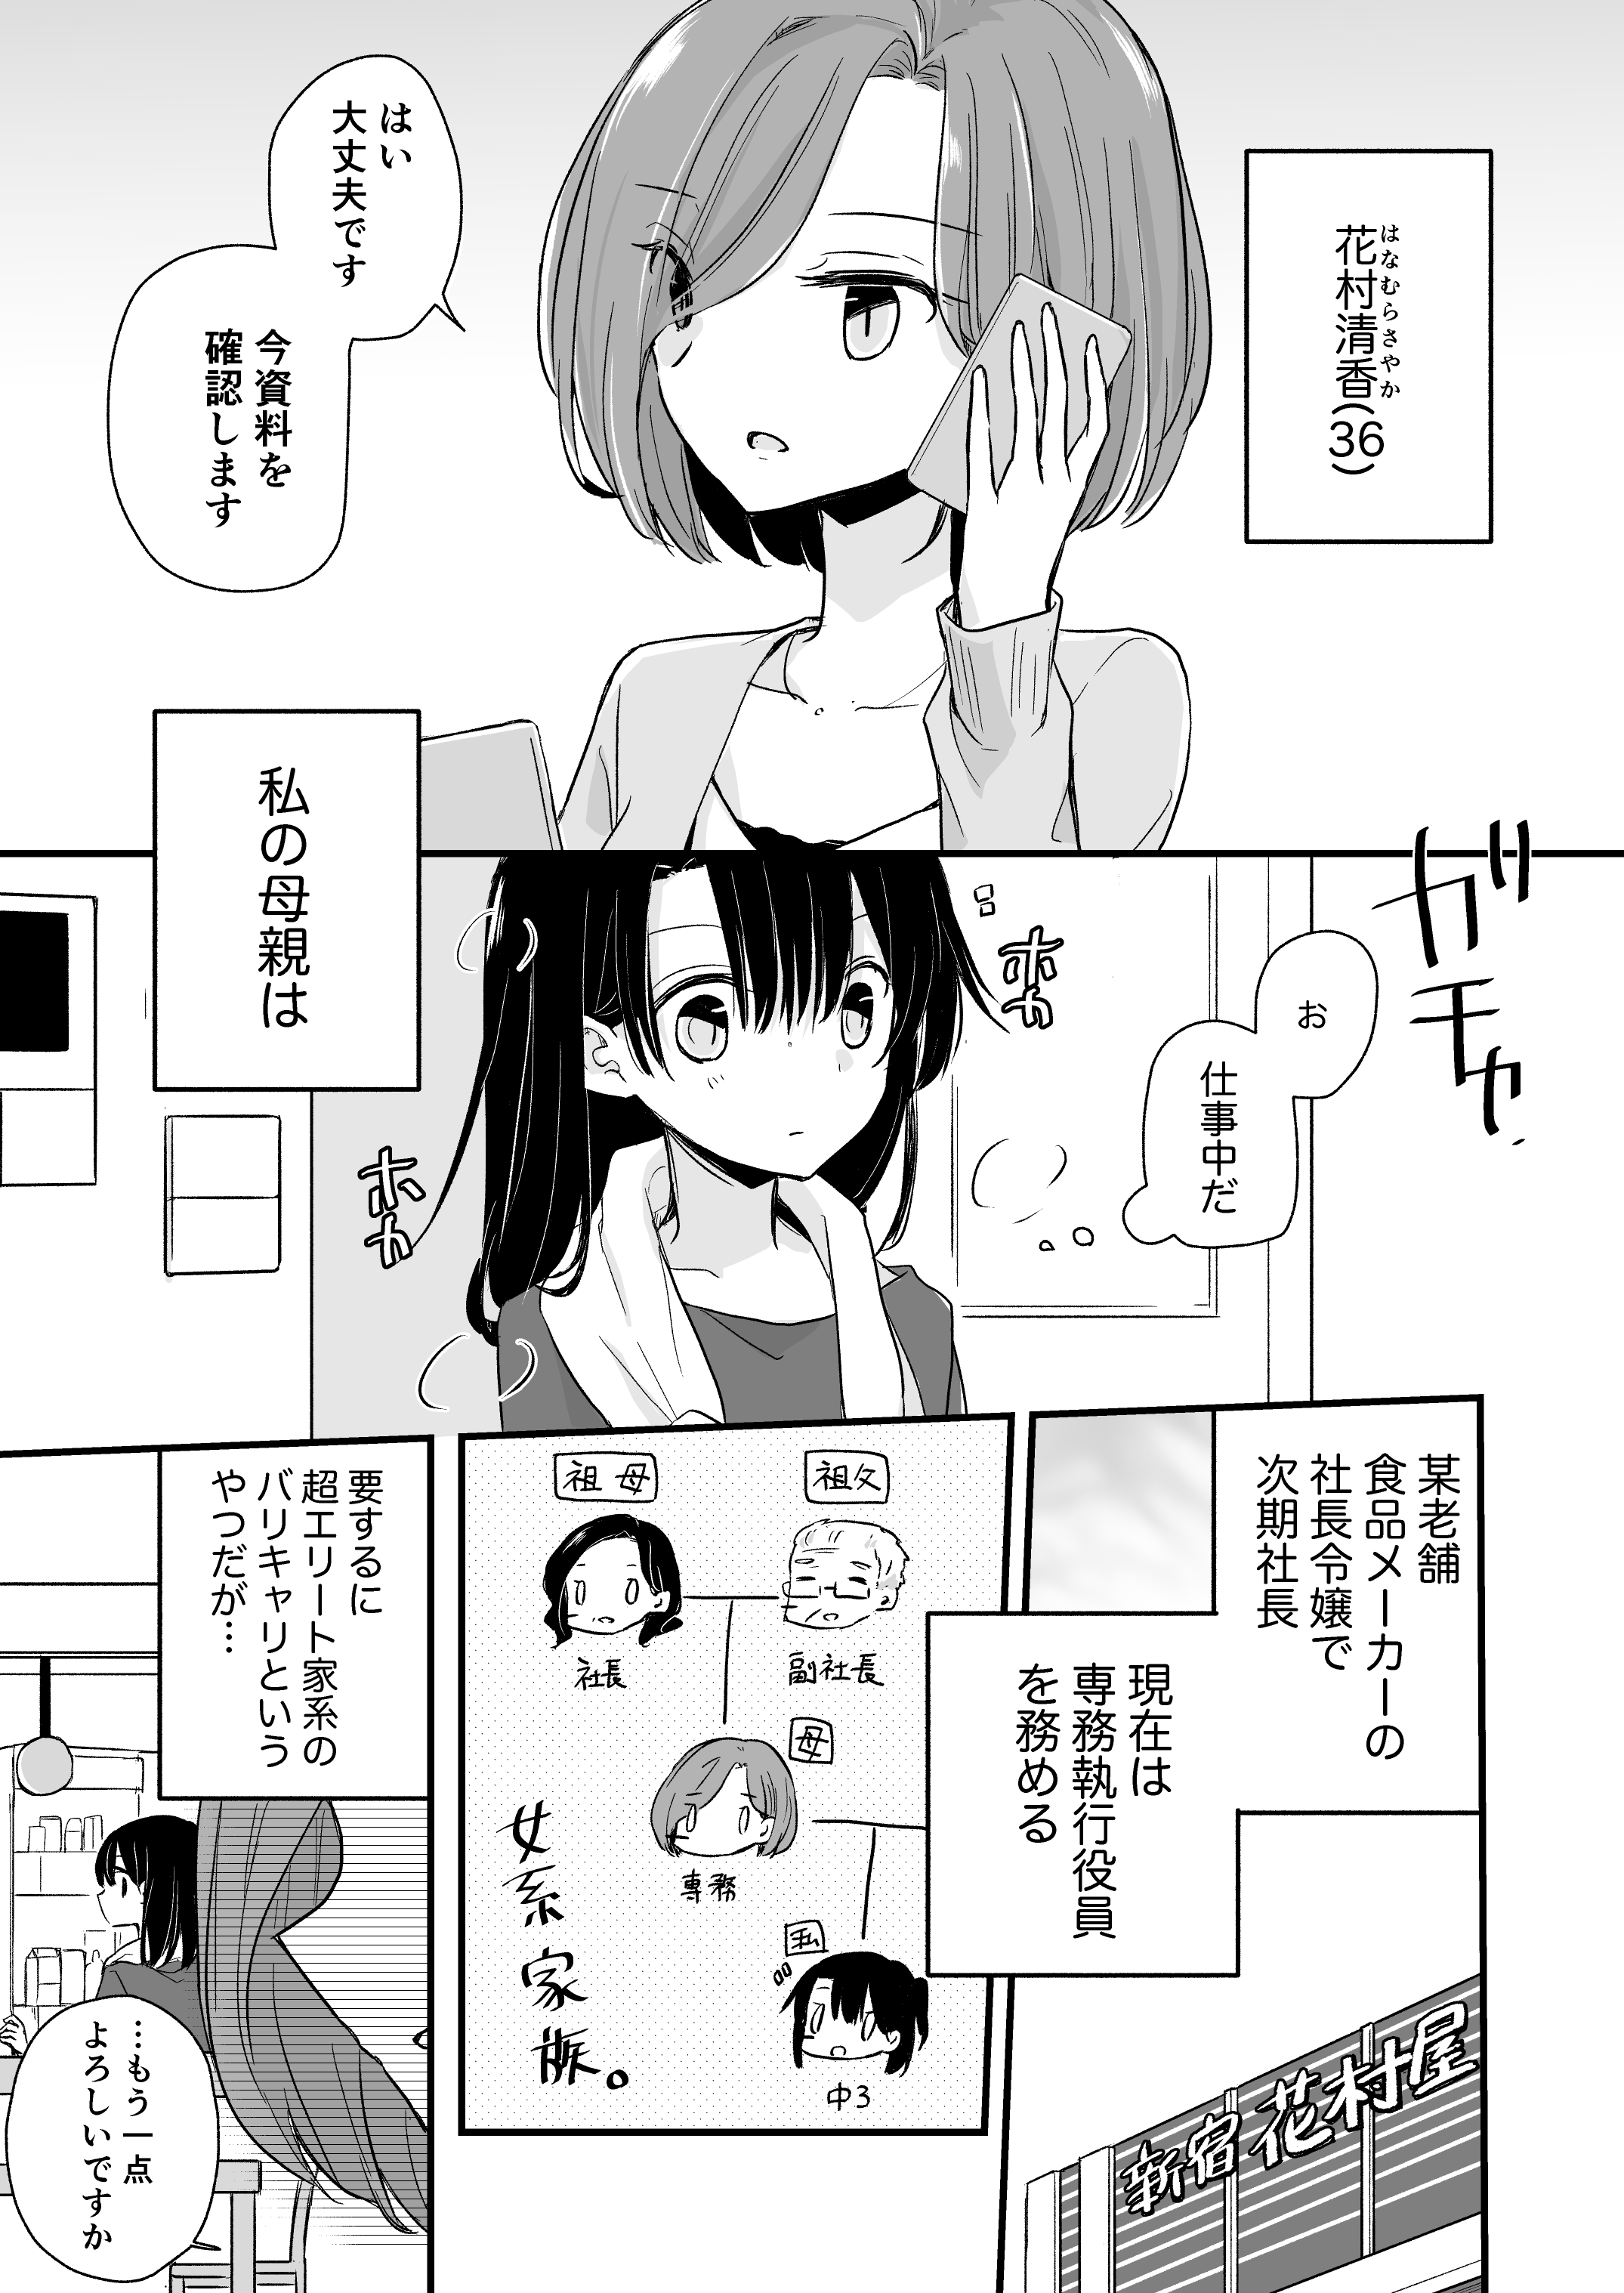 花村清香(36)
はなむらさやか
はい
大丈夫です
今資料を
確認します
私の母親は
ガチャ
お
仕事中だ
ホカ
ホカ
某老舗
食品メーカーの
社長令嬢で
次期社長
現在は
専務執行役員
を務める
新宿花村屋
祖父
副社長
祖母
社長
母
専務
私
中3
女系家族。
要するに
超エリート家系の
バリキャリという
やつだが…
…もう一点
よろしいですか